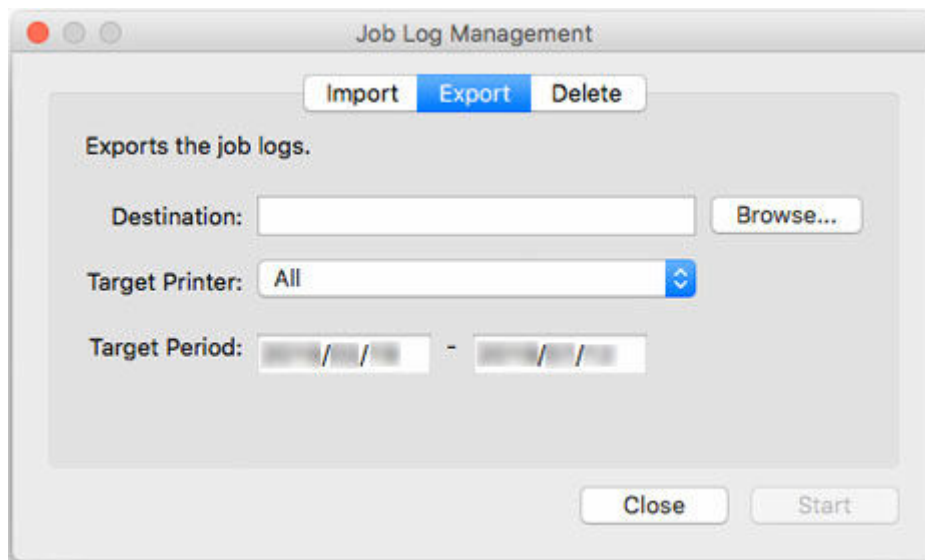 Job Log Management
Import Export Delete
Exports the job logs.
Destination: Browse...
Target Printer: All
Target Period: / / - / /
Close Start